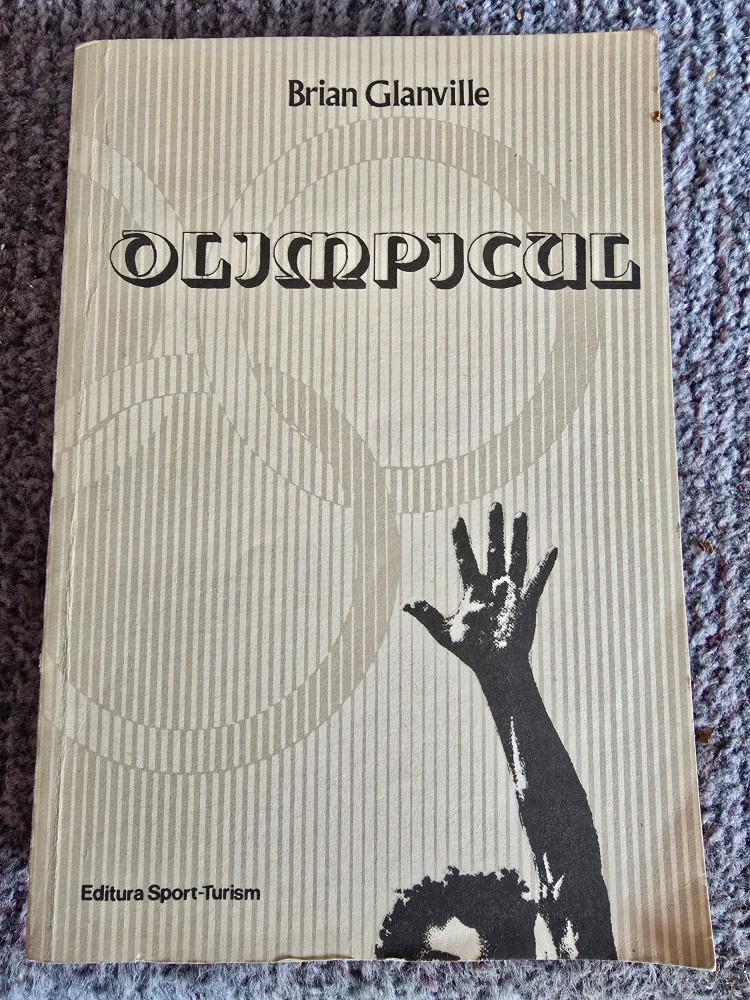 Brian Glanville
OLIMPICUL
Editura Sport-Turism